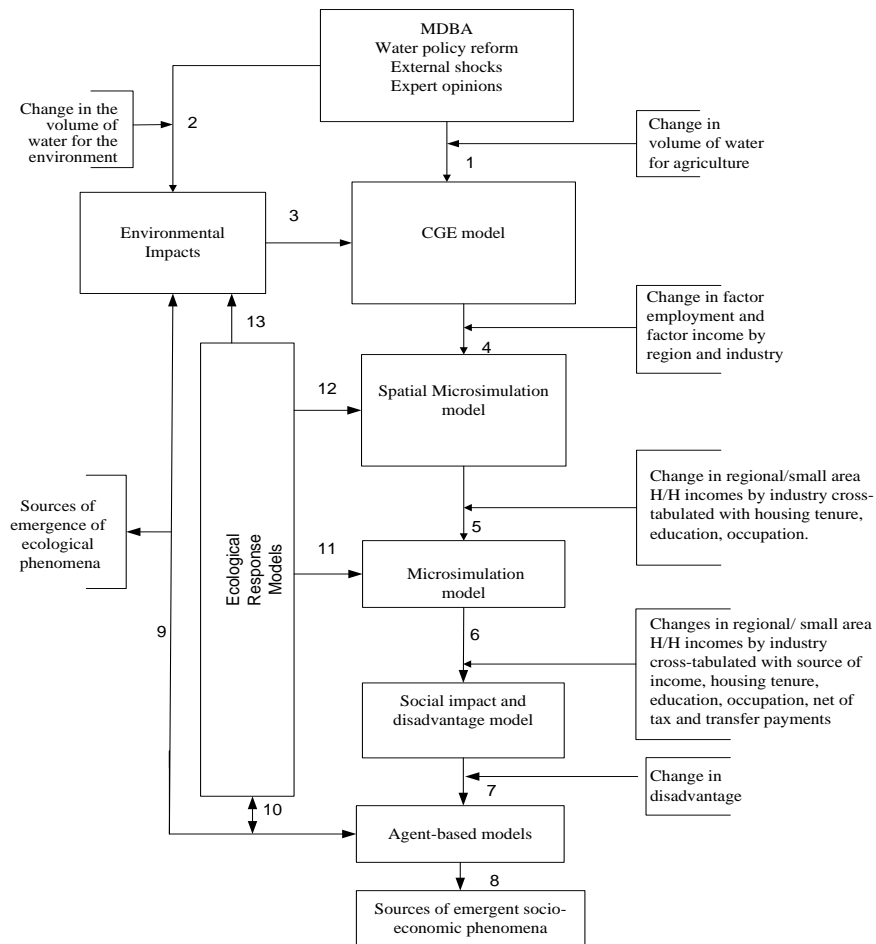 MDBA
Water policy reform
External shocks
Expert opinions
Change in the
volume of
water for the
environment
2
Change in
volume of water
for agriculture
1
Environmental
Impacts
3
CGE model
13
Change in factor
employment and
factor income by
region and industry
4
12
Spatial Microsimulation
model
Sources of
emergence of
ecological
phenomena
Ecological
Response
Models
Change in regional/small area
H/H incomes by industry cross-
tabulated with housing tenure,
education, occupation.
5
11
Microsimulation
model
9
6
Changes in regional/ small area
H/H incomes by industry
cross-tabulated with source of
income, housing tenure,
education, occupation, net of
tax and transfer payments
Social impact and
disadvantage model
7
Change in
disadvantage
10
Agent-based models
8
Sources of emergent socio-
economic phenomena